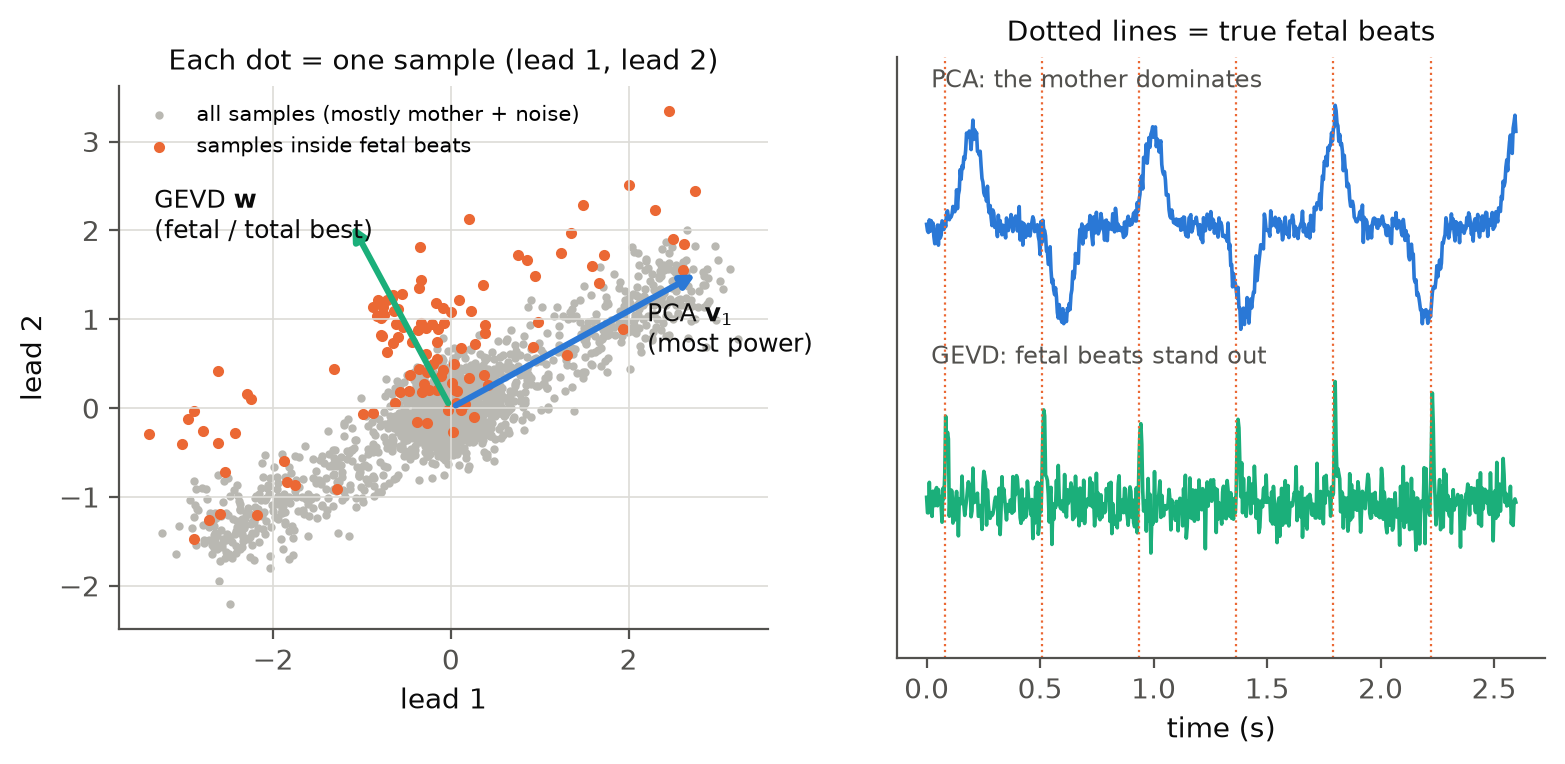 Each dot = one sample (lead 1, lead 2)
all samples (mostly mother + noise)
samples inside fetal beats
GEVD w
(fetal / total best)
PCA v₁
(most power)
3
2
1
0
−1
−2
lead 2
−2
0
2
lead 1
Dotted lines = true fetal beats
PCA: the mother dominates
GEVD: fetal beats stand out
0.0
0.5
1.0
1.5
2.0
2.5
time (s)